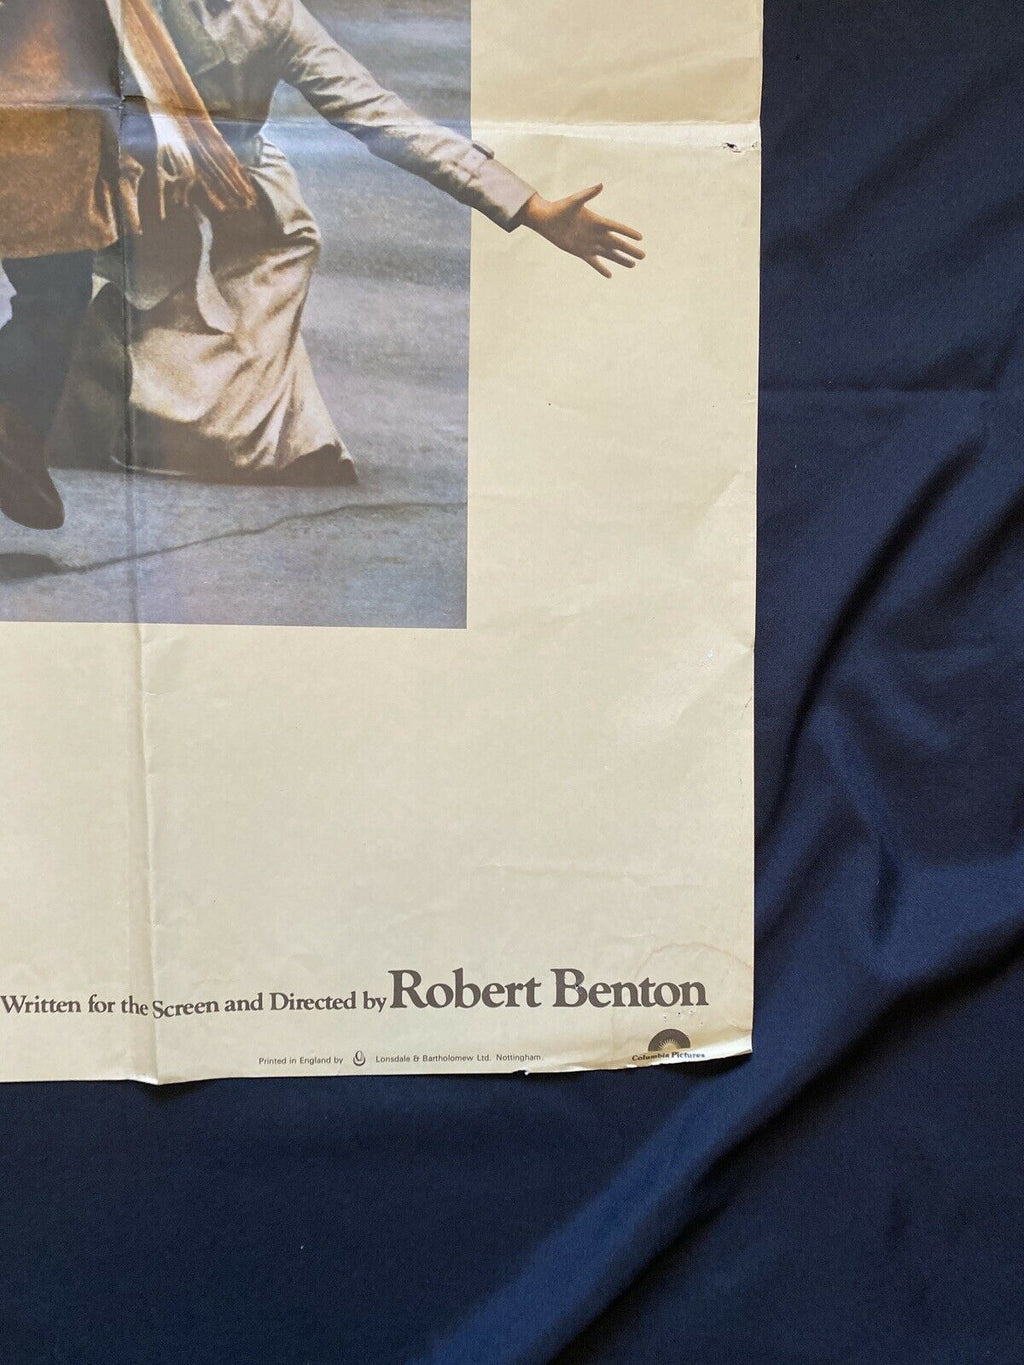 Written for the Screen and Directed by Robert Benton
Printed in England by Lonsdale & Bartholomew Ltd. Nottingham.
Columbia Pictures